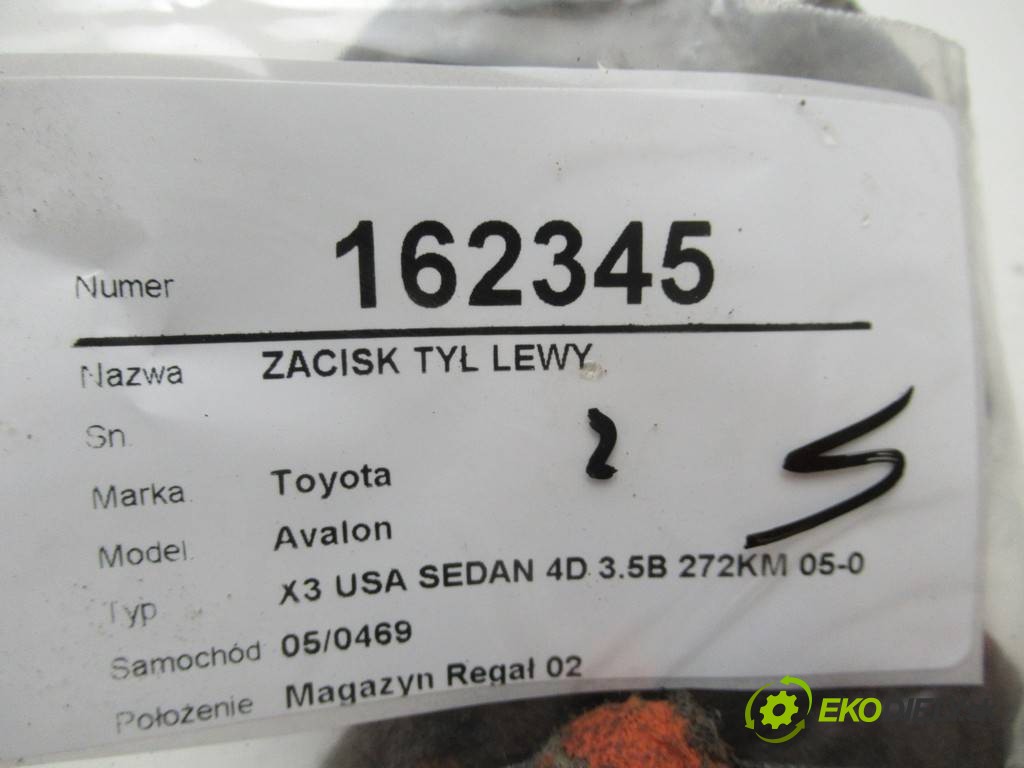 Numer 162345
Nazwa ZACISK TYL LEWY
Sn.
2 S
Marka. Toyota
Model. Avalon
Typ X3 USA SEDAN 4D 3.5B 272KM 05-0
Samochód 05/0469
Położenie Magazyn Regał 02
EKO